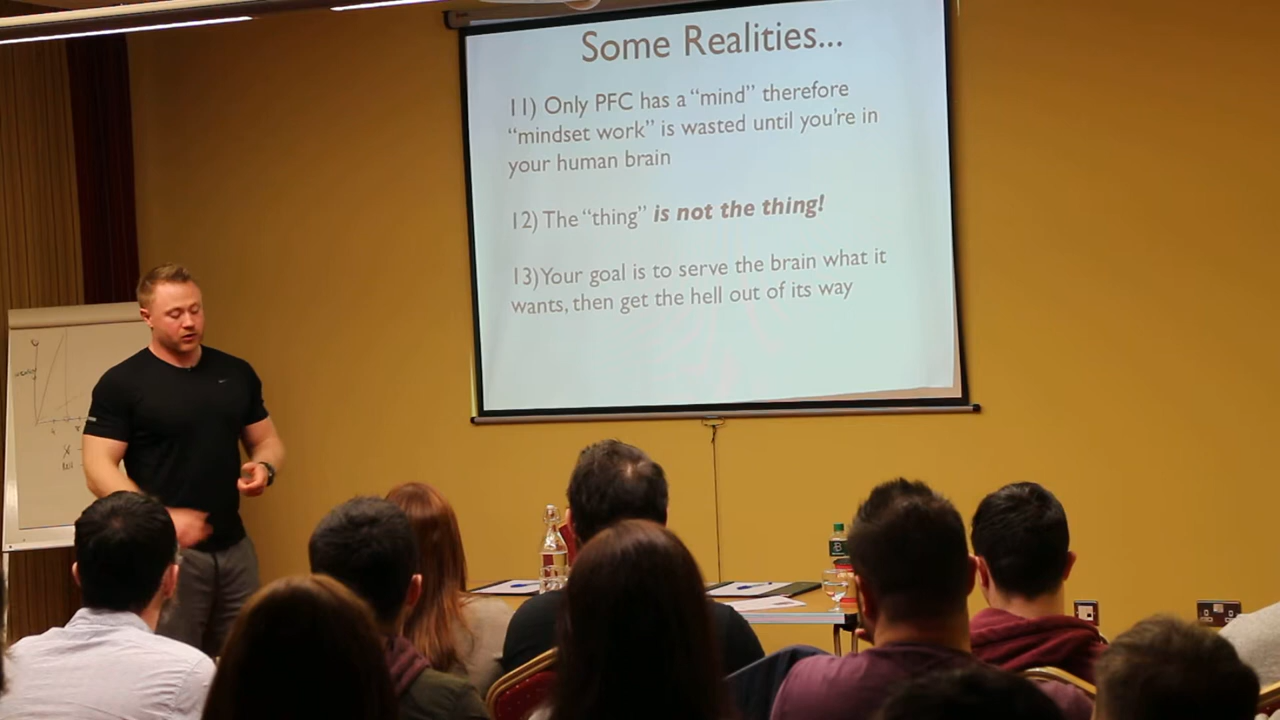 Some Realities...
11) Only PFC has a “mind” therefore
“mindset work” is wasted until you’re in
your human brain
12) The “thing” is not the thing!
13) Your goal is to serve the brain what it
wants, then get the hell out of its way